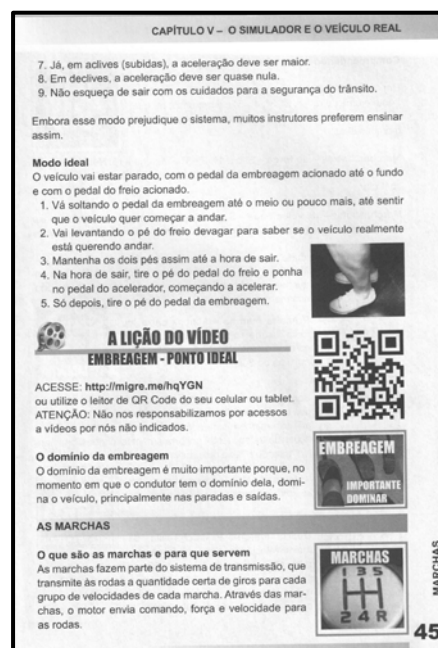 CAPÍTULO V – O SIMULADOR E O VEÍCULO REAL
7. Já, em aclives (subidas), a aceleração deve ser maior.
8. Em declives, a aceleração deve ser quase nula.
9. Não esqueça de sair com os cuidados para a segurança do trânsito.
Embora esse modo prejudique o sistema, muitos instrutores preferem ensinar
assim.
Modo ideal
O veículo vai estar parado, com o pedal da embreagem acionado até o fundo
e com o pedal do freio acionado.
1. Vá soltando o pedal da embreagem até o meio ou pouco mais, até sentir
que o veículo quer começar a andar.
2. Vai levantando o pé do freio devagar para saber se o veículo realmente
está querendo andar.
3. Mantenha os dois pés assim até a hora de sair.
4. Na hora de sair, tire o pé do pedal do freio e ponha
no pedal do acelerador, começando a acelerar.
5. Só depois, tire o pé do pedal da embreagem.
A LIÇÃO DO VÍDEO
EMBREAGEM - PONTO IDEAL
ACESSE: http://migre.me/hqYGN
ou utilize o leitor de QR Code do seu celular ou tablet.
ATENÇÃO: Não nos responsabilizamos por acessos
a vídeos por nós não indicados.
O domínio da embreagem
O domínio da embreagem é muito importante porque, no
momento em que o condutor tem o domínio dela, domi-
na o veículo, principalmente nas paradas e saídas.
EMBREAGEM
IMPORTANTE
DOMINAR
AS MARCHAS
O que são as marchas e para que servem
As marchas fazem parte do sistema de transmissão, que
transmite às rodas a quantidade certa de giros para cada
grupo de velocidades de cada marcha. Através das mar-
chas, o motor envia comando, força e velocidade para
as rodas.
MARCHAS
1 3 5
2 4 R
MARCHAS
45